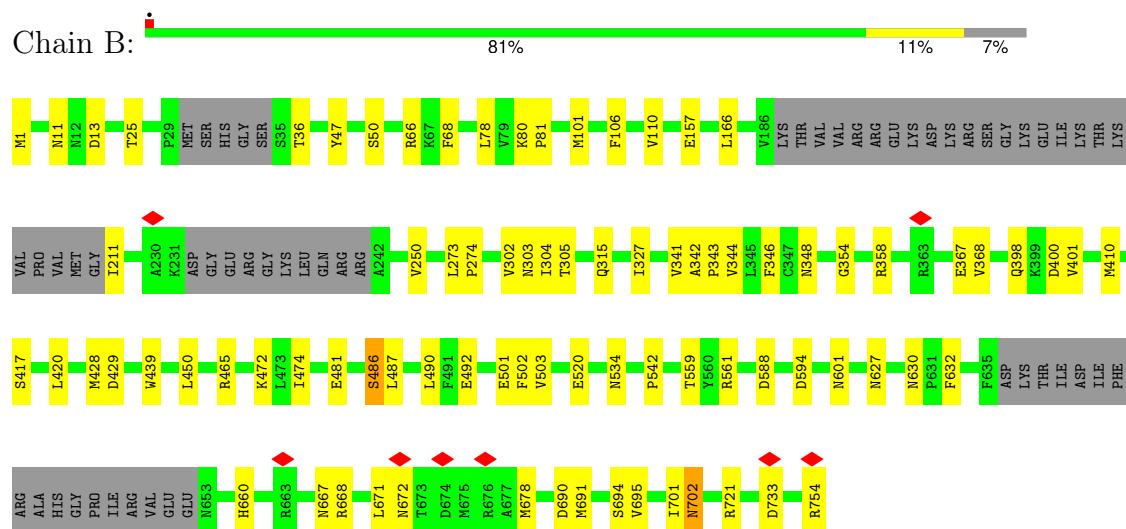 Chain B:
81% 11% 7%
M1 N11 N12 D13 T25 P29 MET SER HIS GLY SER S35 T36 Y47 S50 R66 K67 F68 L78 V79 K80 P81 M101 F106 V110 E157 L166 V186 LYS THR VAL VAL ARG ARG GLU LYS ASP LYS ARG SER GLY LYS GLU ILE LYS THR LYS
VAL PRO VAL MET GLY I211 A230 K231 ASP GLY GLU ARG GLY LYS LEU GLN ARG ARG A242 V250 L273 P274 V302 N303 I304 T305 Q315 I327 V341 A342 P343 V344 L345 F346 C347 N348 G354 R358 R363 E367 V368 Q398 K399 D400 V401 M410
S417 L420 M428 D429 W439 L450 R465 K472 L473 I474 E481 S486 L487 L490 F491 E492 E501 F502 V503 E520 N534 P542 T559 Y560 R561 D588 D594 N601 N627 N630 P631 F632 F635 ASP LYS THR ILE ASP ILE PHE
ARG ALA HIS GLY PRO ILE ARG VAL GLU GLU N653 H660 R663 N667 R668 L671 N672 T673 D674 M675 R676 A677 M678 D690 M691 S694 V695 I701 N702 R721 D733 R754